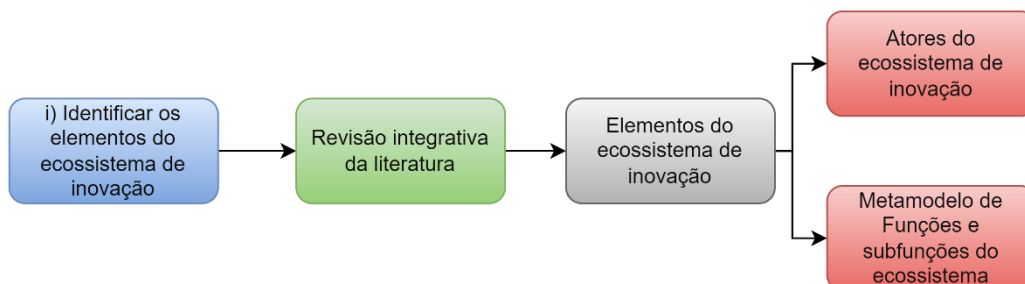 i) Identificar os
elementos do
ecossistema de
inovação
Revisão integrativa
da literatura
Elementos do
ecossistema de
inovação
Atores do
ecossistema de
inovação
Metamodelo de
Funções e
subfunções do
ecossistema